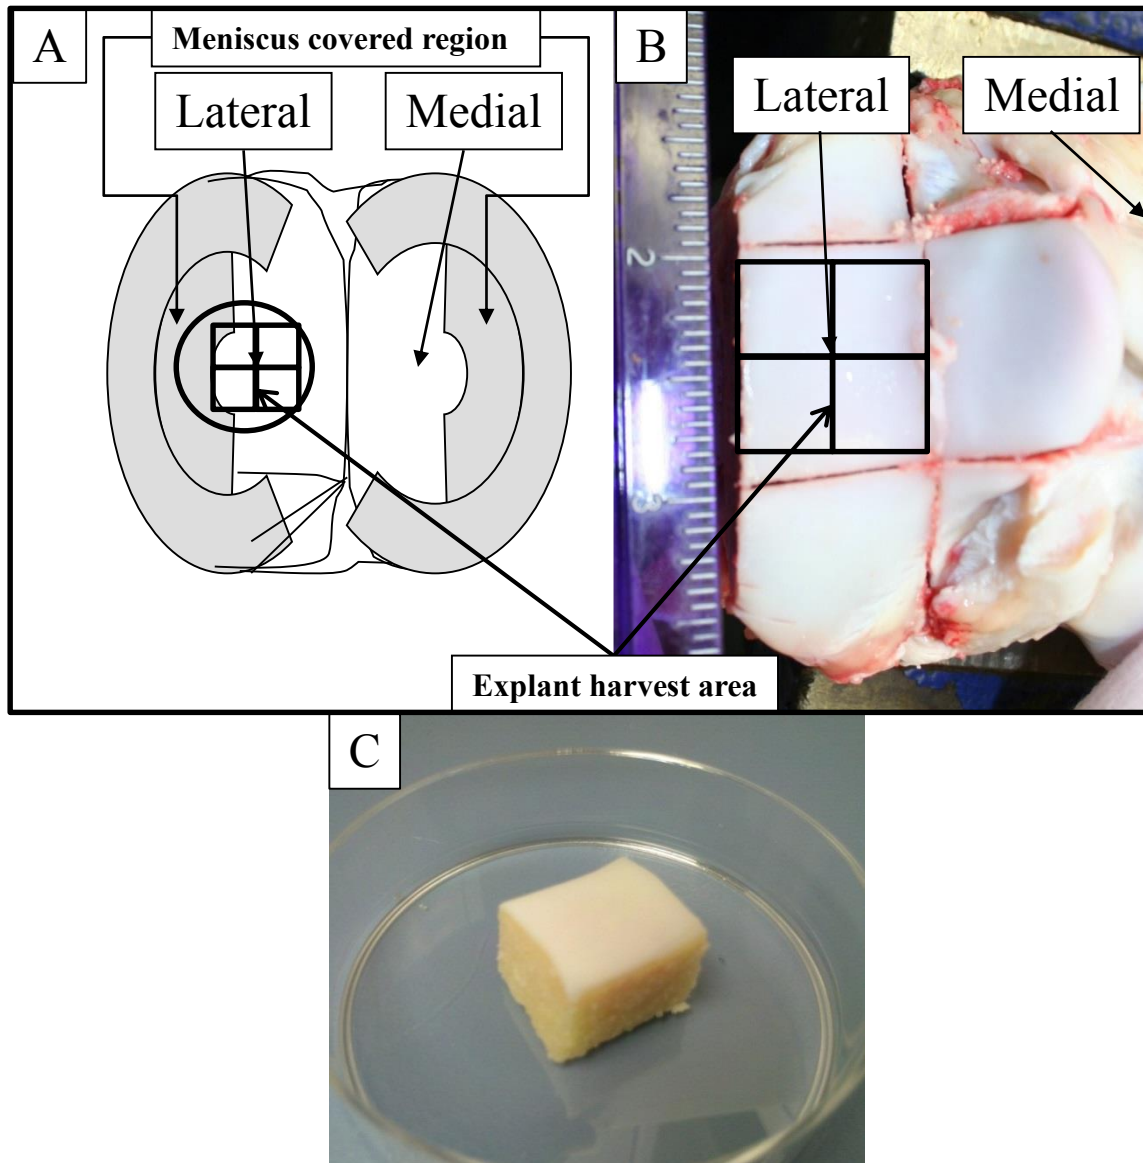 A
Meniscus covered region
Lateral
Medial
B
Lateral
Medial
2
3
Explant harvest area
C